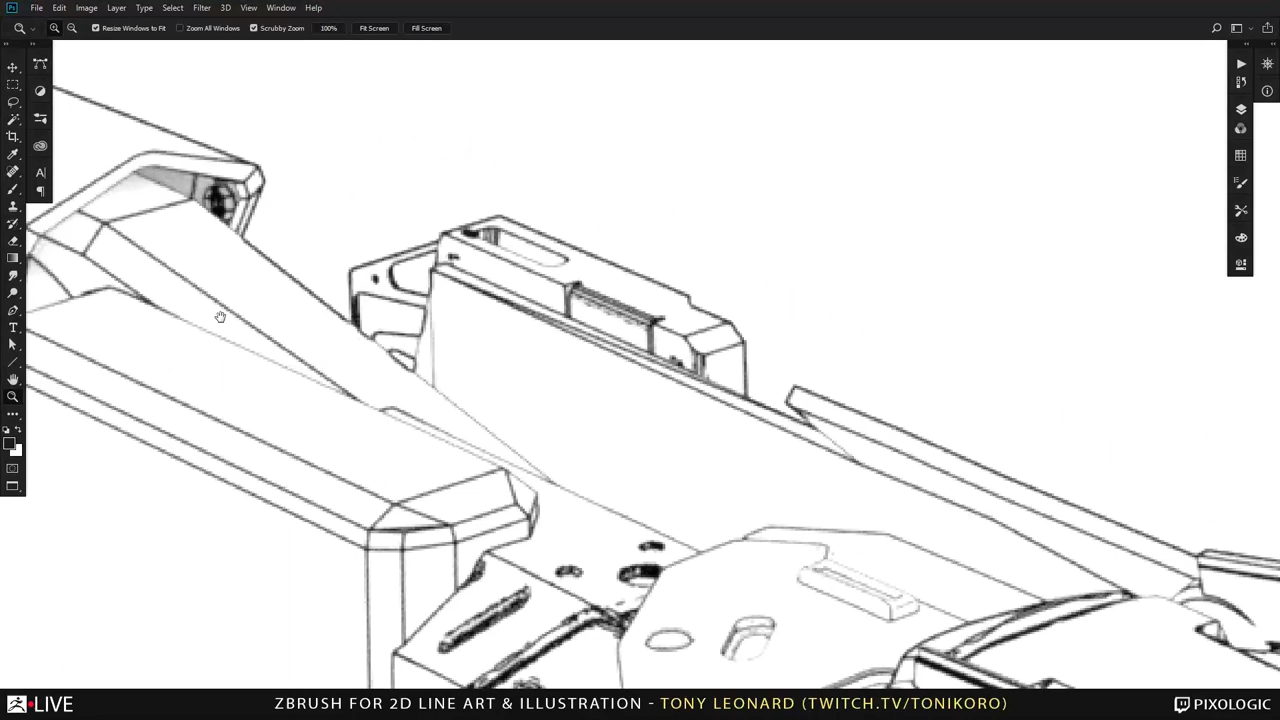 Ps File Edit Image Layer Type Select Filter 3D View Window Help
Resize Windows to Fit Zoom All Windows Scrubby Zoom 100% Fit Screen Fill Screen
LIVE ZBRUSH FOR 2D LINE ART & ILLUSTRATION - TONY LEONARD (TWITCH.TV/TONIKORO) PIXOLOGIC